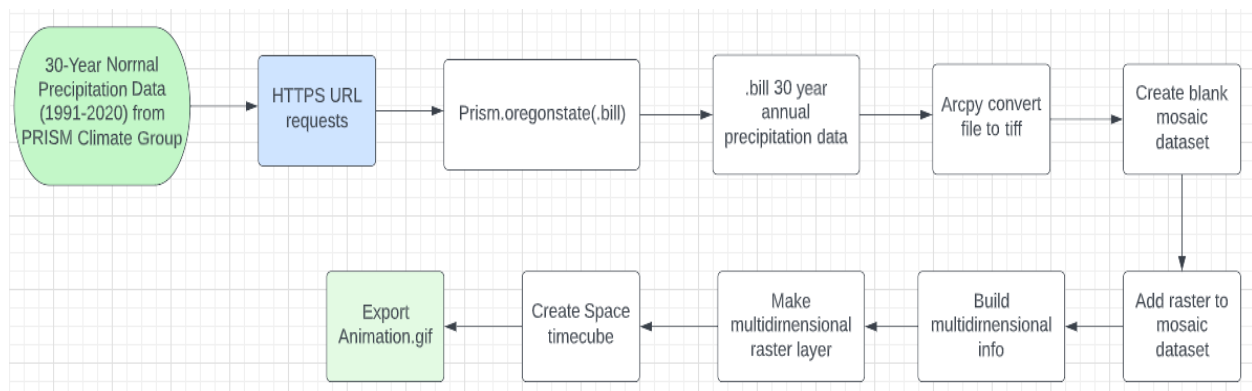 30-Year Normal
Precipitation Data
(1991-2020) from
PRISM Climate Group
HTTPS URL
requests
Prism.oregonstate(.bill)
.bill 30 year
annual
precipitation data
Arcpy convert
file to tiff
Create blank
mosaic
dataset
Export
Animation.gif
Create Space
timecube
Make
multidimensional
raster layer
Build
multidimensional
info
Add raster to
mosaic
dataset